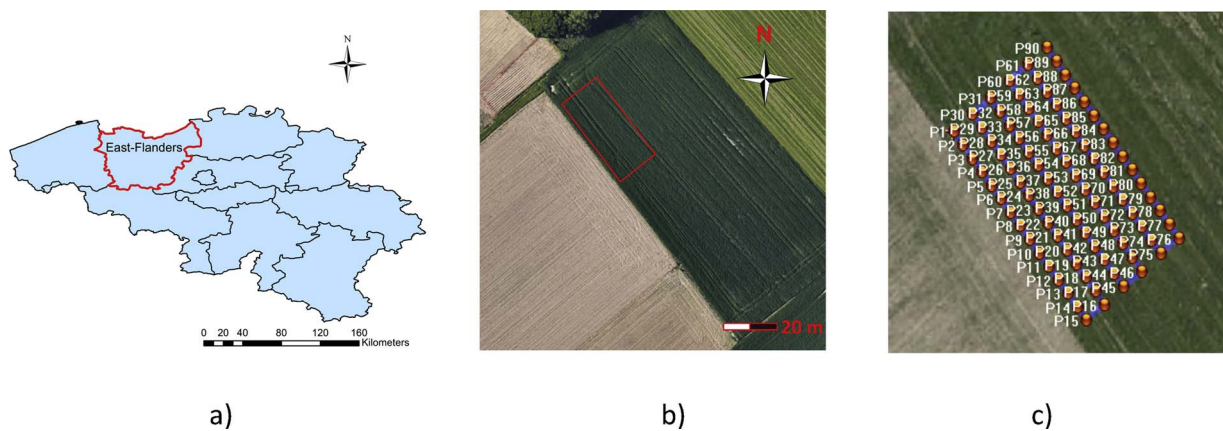 N
East-Flanders
0 20 40 80 120 160
Kilometers
a)
N
20 m
b)
P90
P61 P89
P60 P62 P88
P31 P59 P63 P87
P30 P32 P58 P64 P86
P1 P29 P33 P57 P65 P85
P2 P28 P34 P56 P66 P84
P3 P27 P35 P55 P67 P83
P4 P26 P36 P54 P68 P82
P5 P25 P37 P53 P69 P81
P6 P24 P38 P52 P70 P80
P7 P23 P39 P51 P71 P79
P8 P22 P40 P50 P72 P78
P9 P21 P41 P49 P73 P77
P10 P20 P42 P48 P74 P76
P11 P19 P43 P47 P75
P12 P18 P44 P46
P13 P17 P45
P14 P16
P15
c)